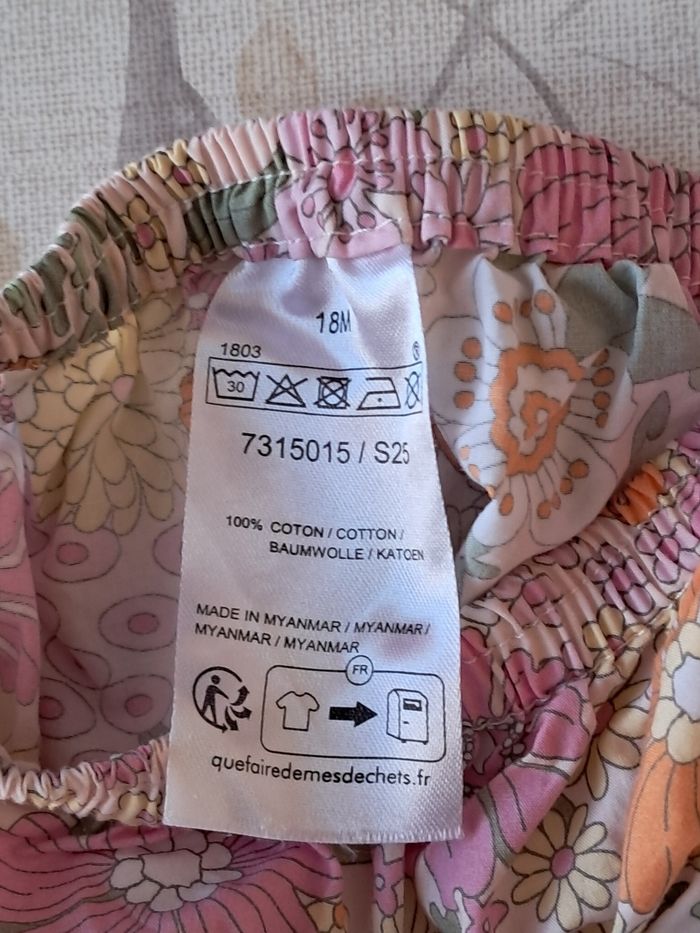 18M
1803
®
30
7315015 / S25
100% COTON / COTTON /
BAUMWOLLE / KATOEN
MADE IN MYANMAR / MYANMAR /
MYANMAR / MYANMAR
FR
quefairedemesdechets.fr